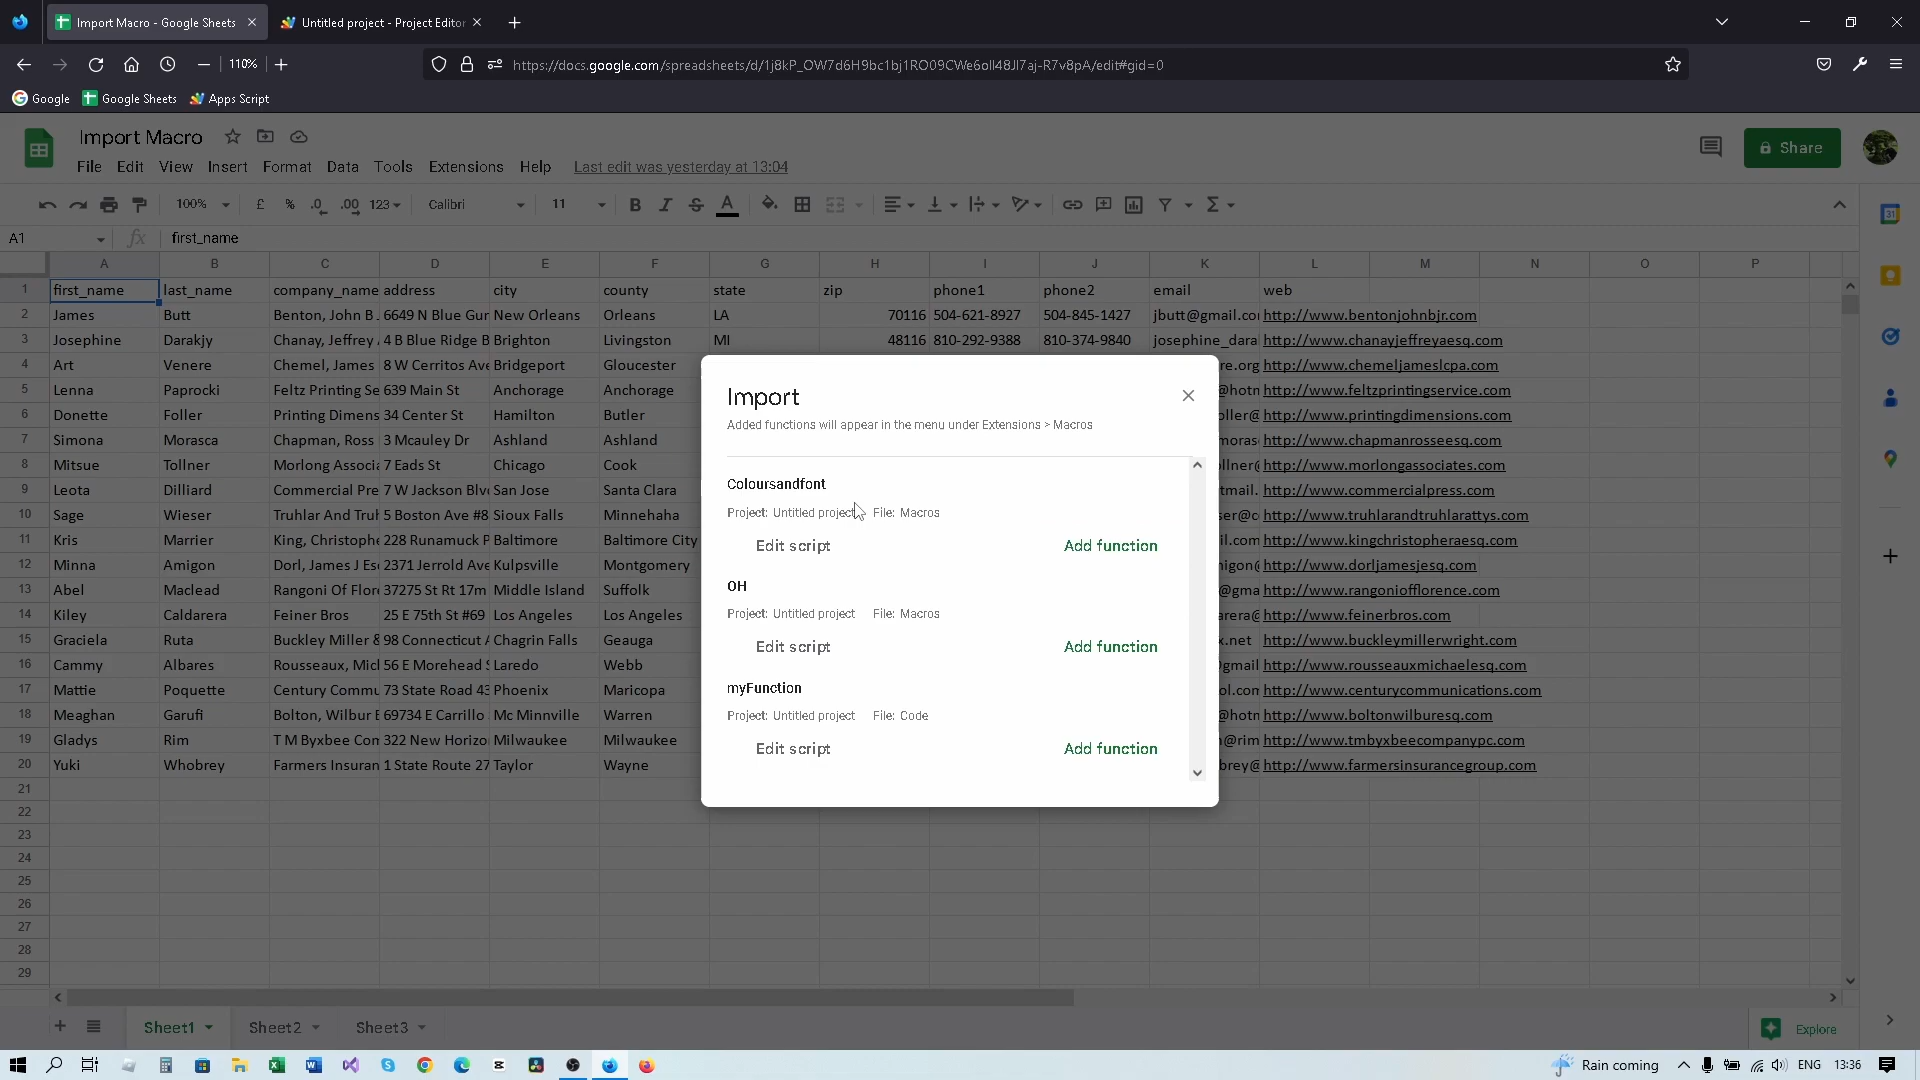 Import Macro - Google Sheets
Untitled project - Project Editor
110%
https://docs.google.com/spreadsheets/d/1j8kP_OW7d6H9bc1bj1RO09CWe6oll48Jl7aj-R7v8pA/edit#gid=0
Google Google Sheets Apps Script
Import Macro
Share
File Edit View Insert Format Data Tools Extensions Help Last edit was yesterday at 13:04
100% £ % .0 .00 123 Calibri 11 B I S A
A1 fx first_name
A B C D E F G H I J K L M N O P
1 first_name last_name company_name address city county state zip phone1 phone2 email web
2 James Butt Benton, John B 6649 N Blue Gur New Orleans Orleans LA 70116 504-621-8927 504-845-1427 jbutt@gmail.co http://www.bentonjohnbjr.com
3 Josephine Darakjy Chanay, Jeffrey 4 B Blue Ridge B Brighton Livingston MI 48116 810-292-9388 810-374-9840 josephine_dara http://www.chanayjeffreyaesq.com
4 Art Venere Chemel, James 8 W Cerritos Ave Bridgeport Gloucester re.org http://www.chemeljameslcpa.com
5 Lenna Paprocki Feltz Printing Se 639 Main St Anchorage Anchorage @hotn http://www.feltzprintingservice.com
6 Donette Foller Printing Dimens 34 Center St Hamilton Butler oller@ http://www.printingdimensions.com
7 Simona Morasca Chapman, Ross 3 Mcauley Dr Ashland Ashland moras http://www.chapmanrosseesq.com
8 Mitsue Tollner Morlong Associa 7 Eads St Chicago Cook ollner http://www.morlongassociates.com
9 Leota Dilliard Commercial Pre 7 W Jackson Blv San Jose Santa Clara tmail. http://www.commercialpress.com
10 Sage Wieser Truhlar And Truh 5 Boston Ave #8 Sioux Falls Minnehaha ser@c http://www.truhlarandtruhlarattys.com
11 Kris Marrier King, Christophe 228 Runamuck P Baltimore Baltimore City il.com http://www.kingchristopheraesq.com
12 Minna Amigon Dorl, James J Es 2371 Jerrold Ave Kulpsville Montgomery nigon http://www.dorljamesjesq.com
13 Abel Maclead Rangoni Of Flor 37275 St Rt 17m Middle Island Suffolk @gma http://www.rangoniofflorence.com
14 Kiley Caldarera Feiner Bros 25 E 75th St #69 Los Angeles Los Angeles arera@ http://www.feinerbros.com
15 Graciela Ruta Buckley Miller & 98 Connecticut A Chagrin Falls Geauga x.net http://www.buckleymillerwright.com
16 Cammy Albares Rousseaux, Mich 56 E Morehead S Laredo Webb gmail http://www.rousseauxmichaelesq.com
17 Mattie Poquette Century Commu 73 State Road 43 Phoenix Maricopa ol.com http://www.centurycommunications.com
18 Meaghan Garufi Bolton, Wilbur E 69734 E Carrillo Mc Minnville Warren @hotn http://www.boltonwilburesq.com
19 Gladys Rim T M Byxbee Com 322 New Horizo Milwaukee Milwaukee @rim http://www.tmbyxbeecompanypc.com
20 Yuki Whobrey Farmers Insuran 1 State Route 27 Taylor Wayne brey@ http://www.farmersinsurancegroup.com
21
22
23
24
25
26
27
28
29
Import
Added functions will appear in the menu under Extensions > Macros
Coloursandfont
Project: Untitled project File: Macros
Edit script Add function
OH
Project: Untitled project File: Macros
Edit script Add function
myFunction
Project: Untitled project File: Code
Edit script Add function
Sheet1 Sheet2 Sheet3 Explore
Rain coming ENG 13:36